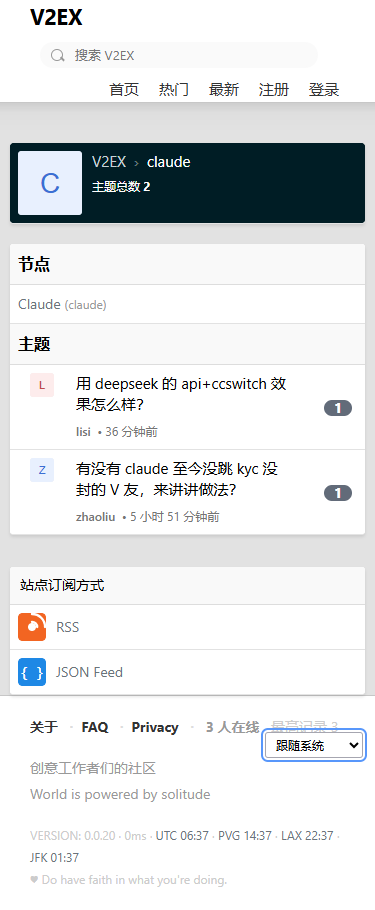 V2EX
搜索 V2EX
首页 热门 最新 注册 登录
C
V2EX › claude
主题总数 2
节点
Claude (claude)
主题
L
用 deepseek 的 api+ccswitch 效
果怎么样?
1
lisi • 36 分钟前
Z
有没有 claude 至今没跳 kyc 没
封的 V 友，来讲讲做法?
1
zhaoliu • 5 小时 51 分钟前
站点订阅方式
RSS
{ } JSON Feed
关于 · FAQ · Privacy · 3 人在线 最高记录 3
跟随系统
创意工作者们的社区
World is powered by solitude
VERSION: 0.0.20 · 0ms · UTC 06:37 · PVG 14:37 · LAX 22:37 ·
JFK 01:37
♥ Do have faith in what you're doing.